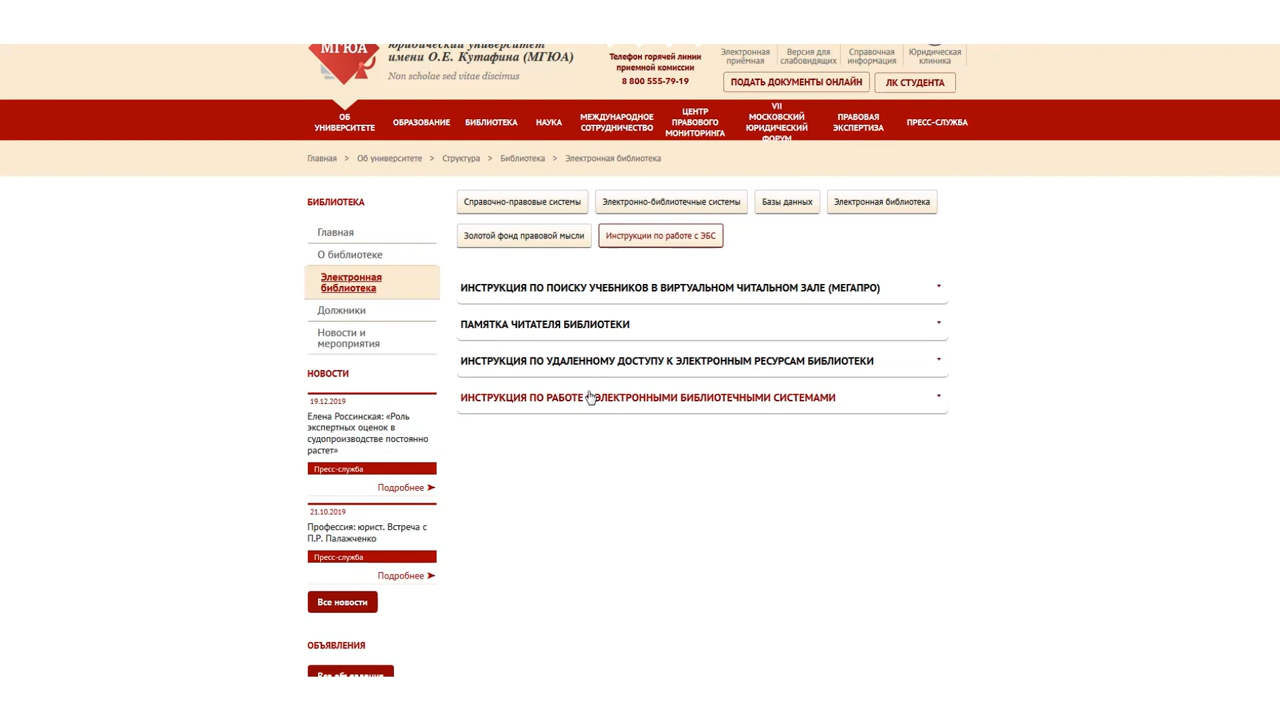 МГЮА
юридический университет
имени О.Е. Кутафина (МГЮА)
Non scholae sed vitae discimus
Телефон горячей линии
приемной комиссии
8 800 555-79-19
Электронная
приёмная
Версия для
слабовидящих
Справочная
информация
Юридическая
клиника
ПОДАТЬ ДОКУМЕНТЫ ОНЛАЙН
ЛК СТУДЕНТА
ОБ
УНИВЕРСИТЕТЕ
ОБРАЗОВАНИЕ
БИБЛИОТЕКА
НАУКА
МЕЖДУНАРОДНОЕ
СОТРУДНИЧЕСТВО
ЦЕНТР
ПРАВОВОГО
МОНИТОРИНГА
VII
МОСКОВСКИЙ
ЮРИДИЧЕСКИЙ
ФОРУМ
ПРАВОВАЯ
ЭКСПЕРТИЗА
ПРЕСС-СЛУЖБА
Главная > Об университете > Структура > Библиотека > Электронная библиотека
БИБЛИОТЕКА
Главная
О библиотеке
Электронная
библиотека
Должники
Новости и
мероприятия
НОВОСТИ
19.12.2019
Елена Россинская: «Роль
экспертных оценок в
судопроизводстве постоянно
растет»
Пресс-служба
Подробнее
21.10.2019
Профессия: юрист. Встреча с
П.Р. Палажченко
Пресс-служба
Подробнее
Все новости
ОБЪЯВЛЕНИЯ
Все объявления
Справочно-правовые системы
Электронно-библиотечные системы
Базы данных
Электронная библиотека
Золотой фонд правовой мысли
Инструкции по работе с ЭБС
ИНСТРУКЦИЯ ПО ПОИСКУ УЧЕБНИКОВ В ВИРТУАЛЬНОМ ЧИТАЛЬНОМ ЗАЛЕ (МЕГАПРО)
ПАМЯТКА ЧИТАТЕЛЯ БИБЛИОТЕКИ
ИНСТРУКЦИЯ ПО УДАЛЕННОМУ ДОСТУПУ К ЭЛЕКТРОННЫМ РЕСУРСАМ БИБЛИОТЕКИ
ИНСТРУКЦИЯ ПО РАБОТЕ С ЭЛЕКТРОННЫМИ БИБЛИОТЕЧНЫМИ СИСТЕМАМИ